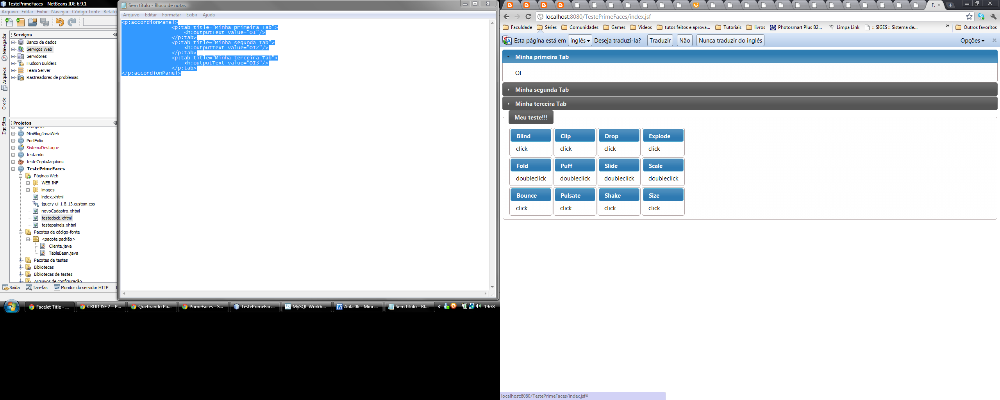 TestePrimeFaces - NetBeans IDE 6.9.1
Arquivo Editar Exibir Navegar Código-fonte Refato
Navegador
Arquivos
Oracle
Zigc Sites
Serviços
Banco de dados
Serviços Web
Servidores
Hudson Builders
Team Server
Rastreadores de problemas
Projetos
MiniBlogJavaWeb
PortFolio
SistemaDestaque
testando
testeCopiaArquivos
TestePrimeFaces
Páginas Web
WEB-INF
images
index.xhtml
jquery-ui-1.8.13.custom.css
novoCadastro.xhtml
testedock.xhtml
testepainels.xhtml
Pacotes de código-fonte
<pacote padrão>
Cliente.java
TableBean.java
Pacotes de testes
Bibliotecas
Bibliotecas de testes
Arquivos de configuração
Saída Tarefas Monitor do servidor HTTP
Sem título - Bloco de notas
Arquivo Editar Formatar Exibir Ajuda
<p:accordionPanel>
<p:tab title="Minha primeira Tab">
<h:outputText value="OI"/>
</p:tab>
<p:tab title="Minha segunda Tab">
<h:outputText value="OI2"/>
</p:tab>
<p:tab title="Minha terceira Tab">
<h:outputText value="OI3"/>
</p:tab>
</p:accordionPanel>
Facelet Title - ... CRUD JSF 2 – P... Quebrando Pa... PrimeFaces - S... TestePrimeFac... MySQL Workb... Aula 06 - Mini ... Sem título - Bl... 19:38
F.
localhost:8080/TestePrimeFaces/index.jsf
Faculdade Séries Comunidades Games Videos tutos feitos e aprova... Tutoriais livros Photosmart Plus B2... Limpa Link :: SIGES :: Sistema de... » Outros favoritos
Esta página está em inglês Deseja traduzi-la? Traduzir Não Nunca traduzir do inglês Opções
Minha primeira Tab
OI
Minha segunda Tab
Minha terceira Tab
Meu teste!!!
Blind Clip Drop Explode
click click click click
Fold Puff Slide Scale
doubleclick doubleclick doubleclick doubleclick
Bounce Pulsate Shake Size
click click click click
localhost:8080/TestePrimeFaces/index.jsf#